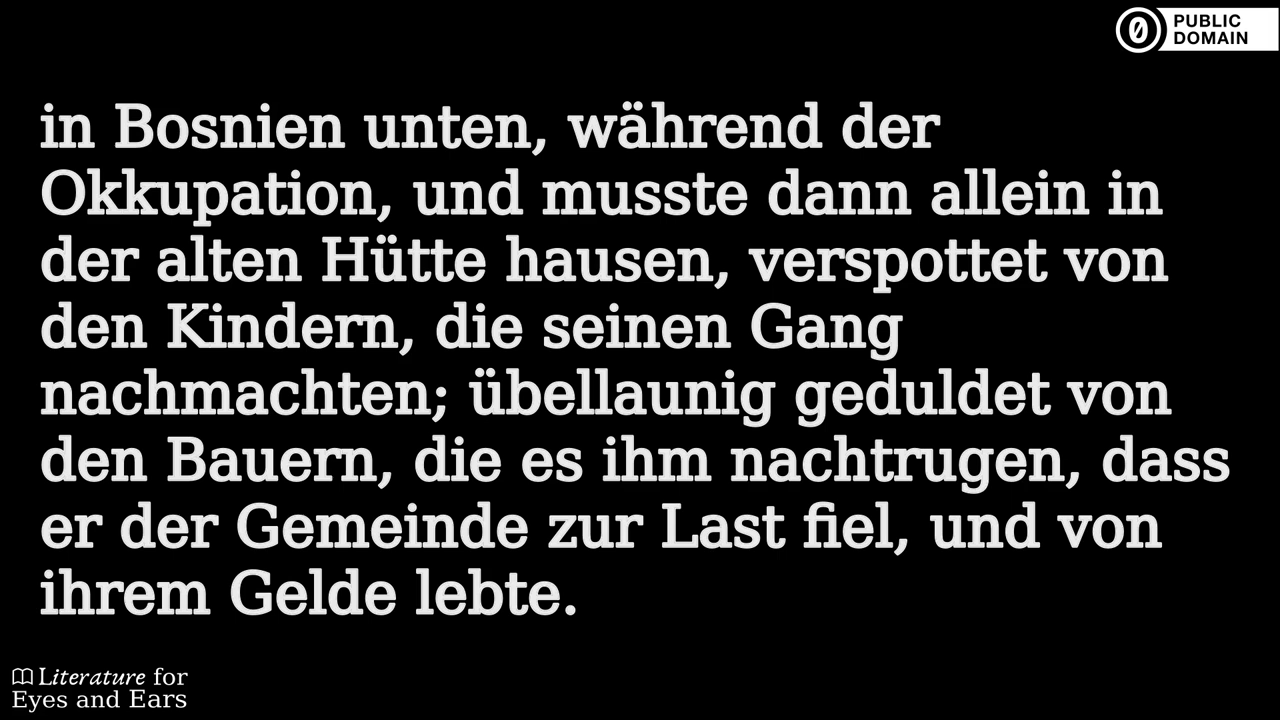 PUBLIC
DOMAIN
in Bosnien unten, während der
Okkupation, und musste dann allein in
der alten Hütte hausen, verspottet von
den Kindern, die seinen Gang
nachmachten; übellaunig geduldet von
den Bauern, die es ihm nachtrugen, dass
er der Gemeinde zur Last fiel, und von
ihrem Gelde lebte.
Literature for
Eyes and Ears